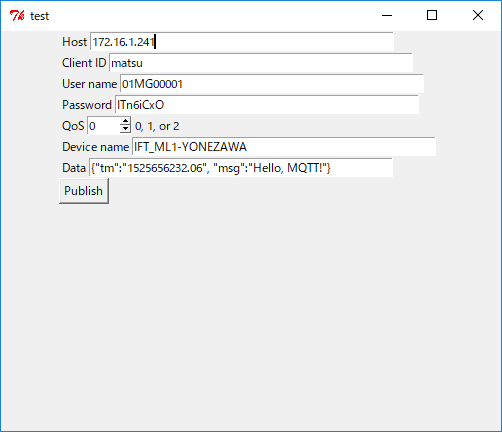 test
Host 172.16.1.241
Client ID matsu
User name 01MG00001
Password ITn6iCxO
QoS 0 0, 1, or 2
Device name IFT_ML1-YONEZAWA
Data {"tm":"1525656232.06", "msg":"Hello, MQTT!"}
Publish